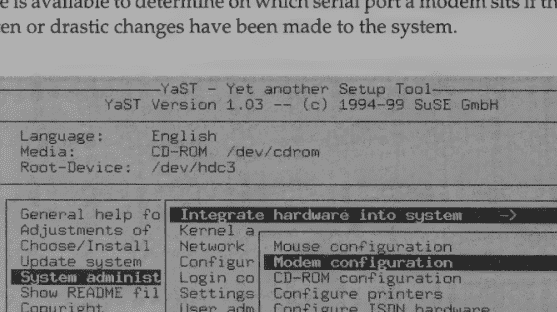 e is available to determine on which serial port a modem sits if th
en or drastic changes have been made to the system.
YaST - Yet another Setup Tool
YaST Version 1.03 -- (c) 1994-99 SuSE GmbH
Language: English
Media: CD-ROM /dev/cdrom
Root-Device: /dev/hdc3
General help fo Integrate hardware into system ->
Adjustments of Kernel a
Choose/Install Network Mouse configuration
Update system Configur Modem configuration
System administ Login co CD-ROM configuration
Show README fil Settings Configure printers
Copyright User adm Configure ISDN hardware